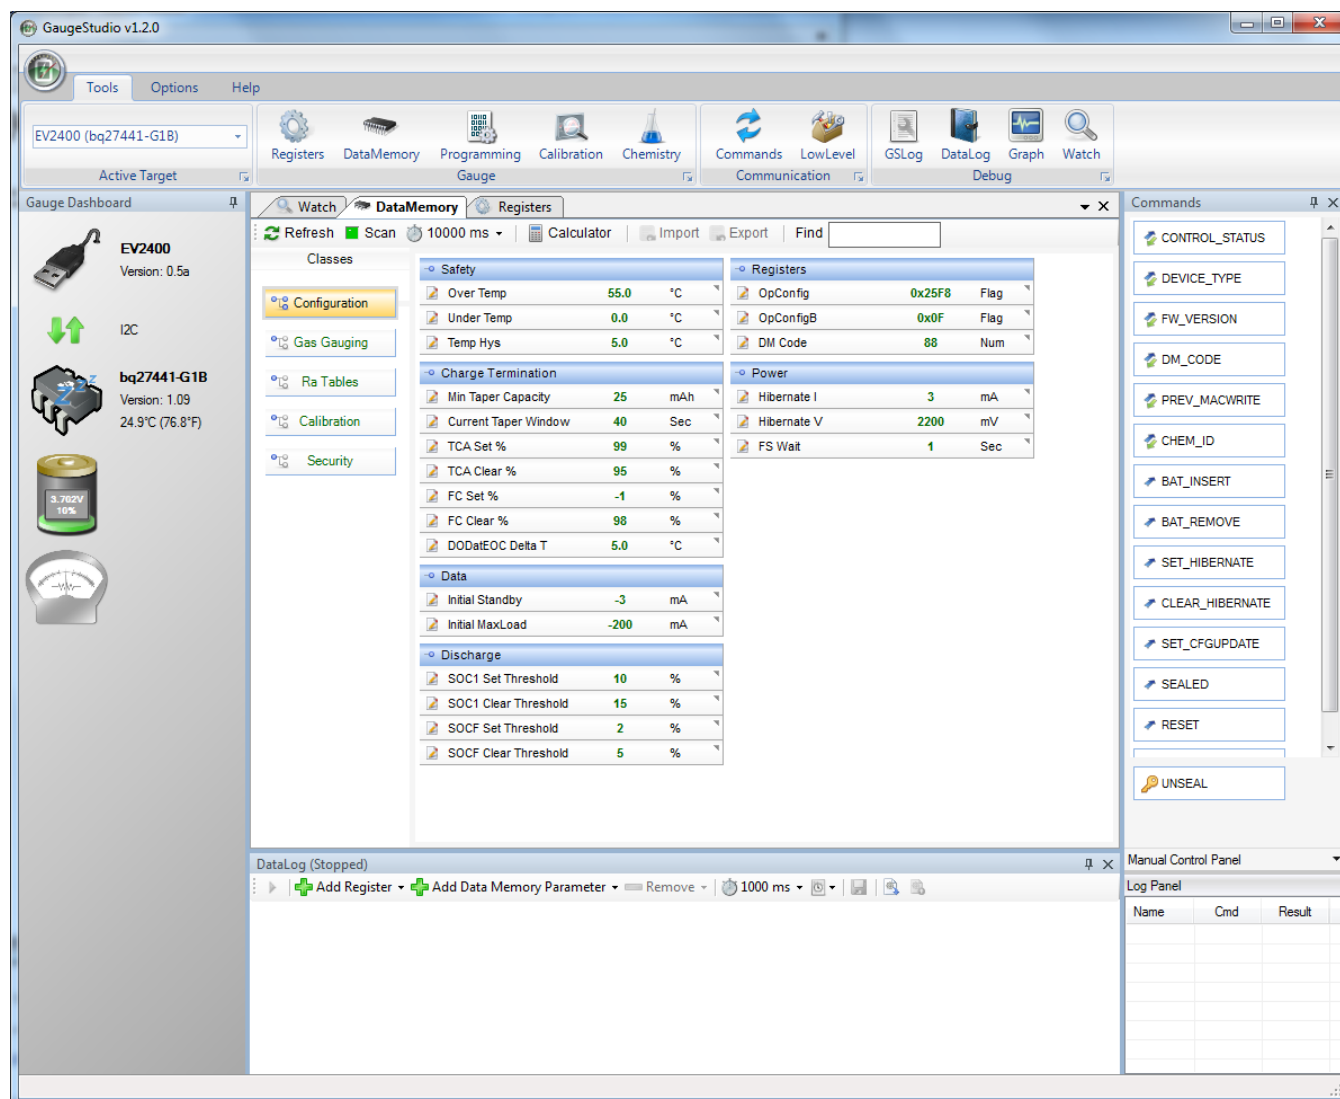 GaugeStudio v1.2.0
Tools Options Help
EV2400 (bq27441-G1B)
Active Target
Registers DataMemory Programming Calibration Chemistry
Gauge
Commands LowLevel
Communication
GSLog DataLog Graph Watch
Debug
Gauge Dashboard
EV2400
Version: 0.5a
I2C
bq27441-G1B
Version: 1.09
24.9°C (76.8°F)
3.702V
10%
Watch DataMemory Registers
Refresh Scan 10000 ms Calculator Import Export Find
Classes
Configuration
Gas Gauging
Ra Tables
Calibration
Security
Safety
Over Temp 55.0 °C
Under Temp 0.0 °C
Temp Hys 5.0 °C
Charge Termination
Min Taper Capacity 25 mAh
Current Taper Window 40 Sec
TCA Set % 99 %
TCA Clear % 95 %
FC Set % -1 %
FC Clear % 98 %
DODatEOC Delta T 5.0 °C
Data
Initial Standby -3 mA
Initial MaxLoad -200 mA
Discharge
SOC1 Set Threshold 10 %
SOC1 Clear Threshold 15 %
SOCF Set Threshold 2 %
SOCF Clear Threshold 5 %
Registers
OpConfig 0x25F8 Flag
OpConfigB 0x0F Flag
DM Code 88 Num
Power
Hibernate I 3 mA
Hibernate V 2200 mV
FS Wait 1 Sec
Commands
CONTROL_STATUS
DEVICE_TYPE
FW_VERSION
DM_CODE
PREV_MACWRITE
CHEM_ID
BAT_INSERT
BAT_REMOVE
SET_HIBERNATE
CLEAR_HIBERNATE
SET_CFGUPDATE
SEALED
RESET
UNSEAL
Manual Control Panel
Log Panel
Name Cmd Result
DataLog (Stopped)
Add Register Add Data Memory Parameter Remove 1000 ms